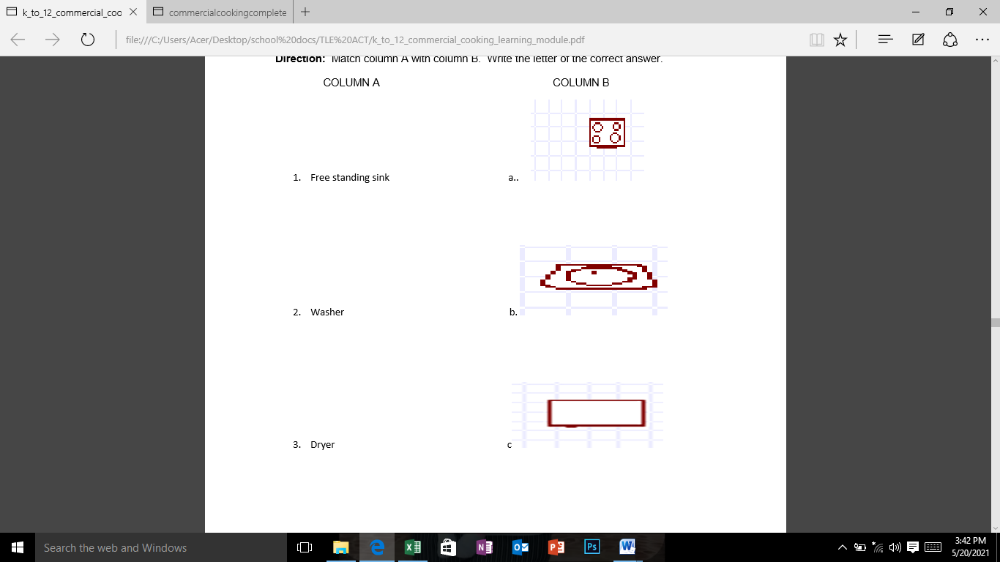 k_to_12_commercial_coo
commercialcookingcomplete
file:///C:/Users/Acer/Desktop/school%20docs/TLE%20ACT/k_to_12_commercial_cooking_learning_module.pdf
Direction: Match column A with column B. Write the letter of the correct answer.
COLUMN A COLUMN B
1. Free standing sink a..
2. Washer b.
3. Dryer c
Search the web and Windows
3:42 PM
5/20/2021